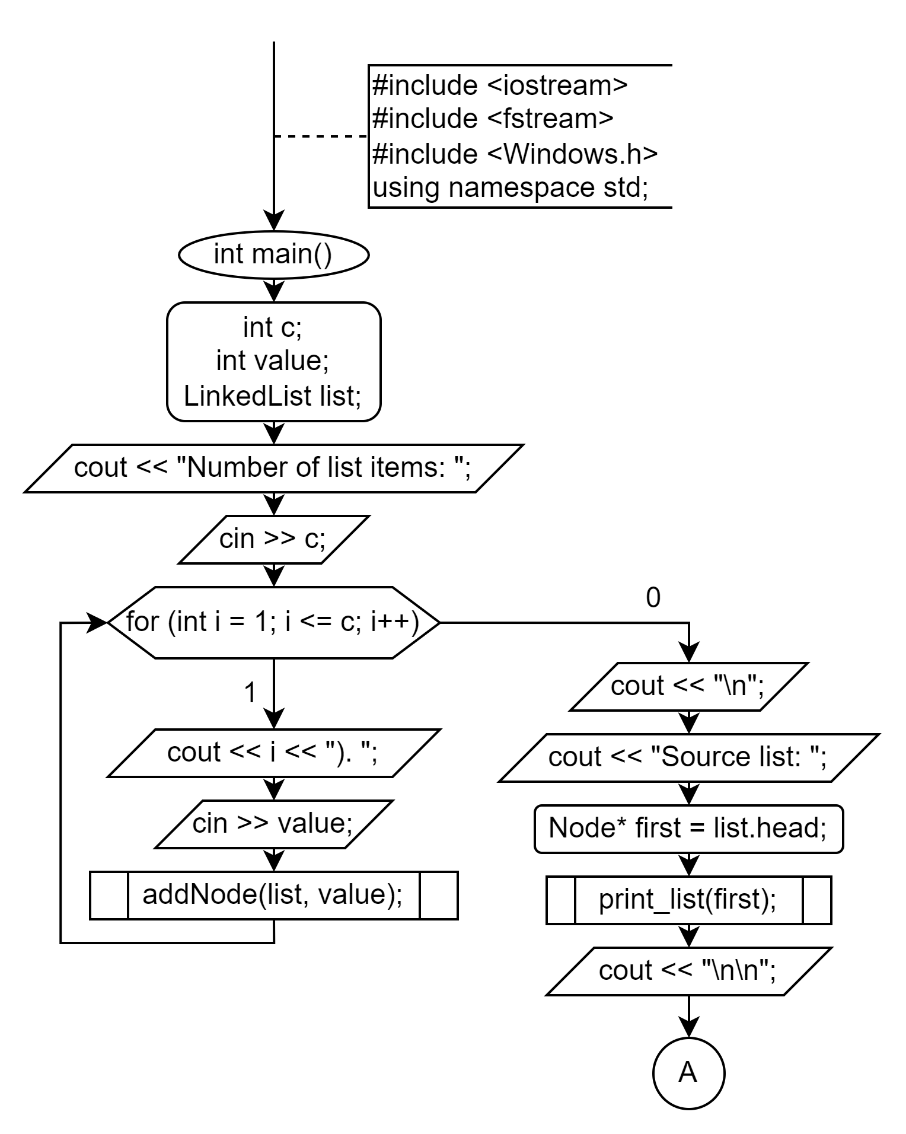 #include <iostream>
#include <fstream>
#include <Windows.h>
using namespace std;
int main()
int c;
int value;
LinkedList list;
cout << "Number of list items: ";
cin >> c;
for (int i = 1; i <= c; i++)
1
cout << i << "). ";
cin >> value;
addNode(list, value);
0
cout << "\n";
cout << "Source list: ";
Node* first = list.head;
print_list(first);
cout << "\n\n";
A